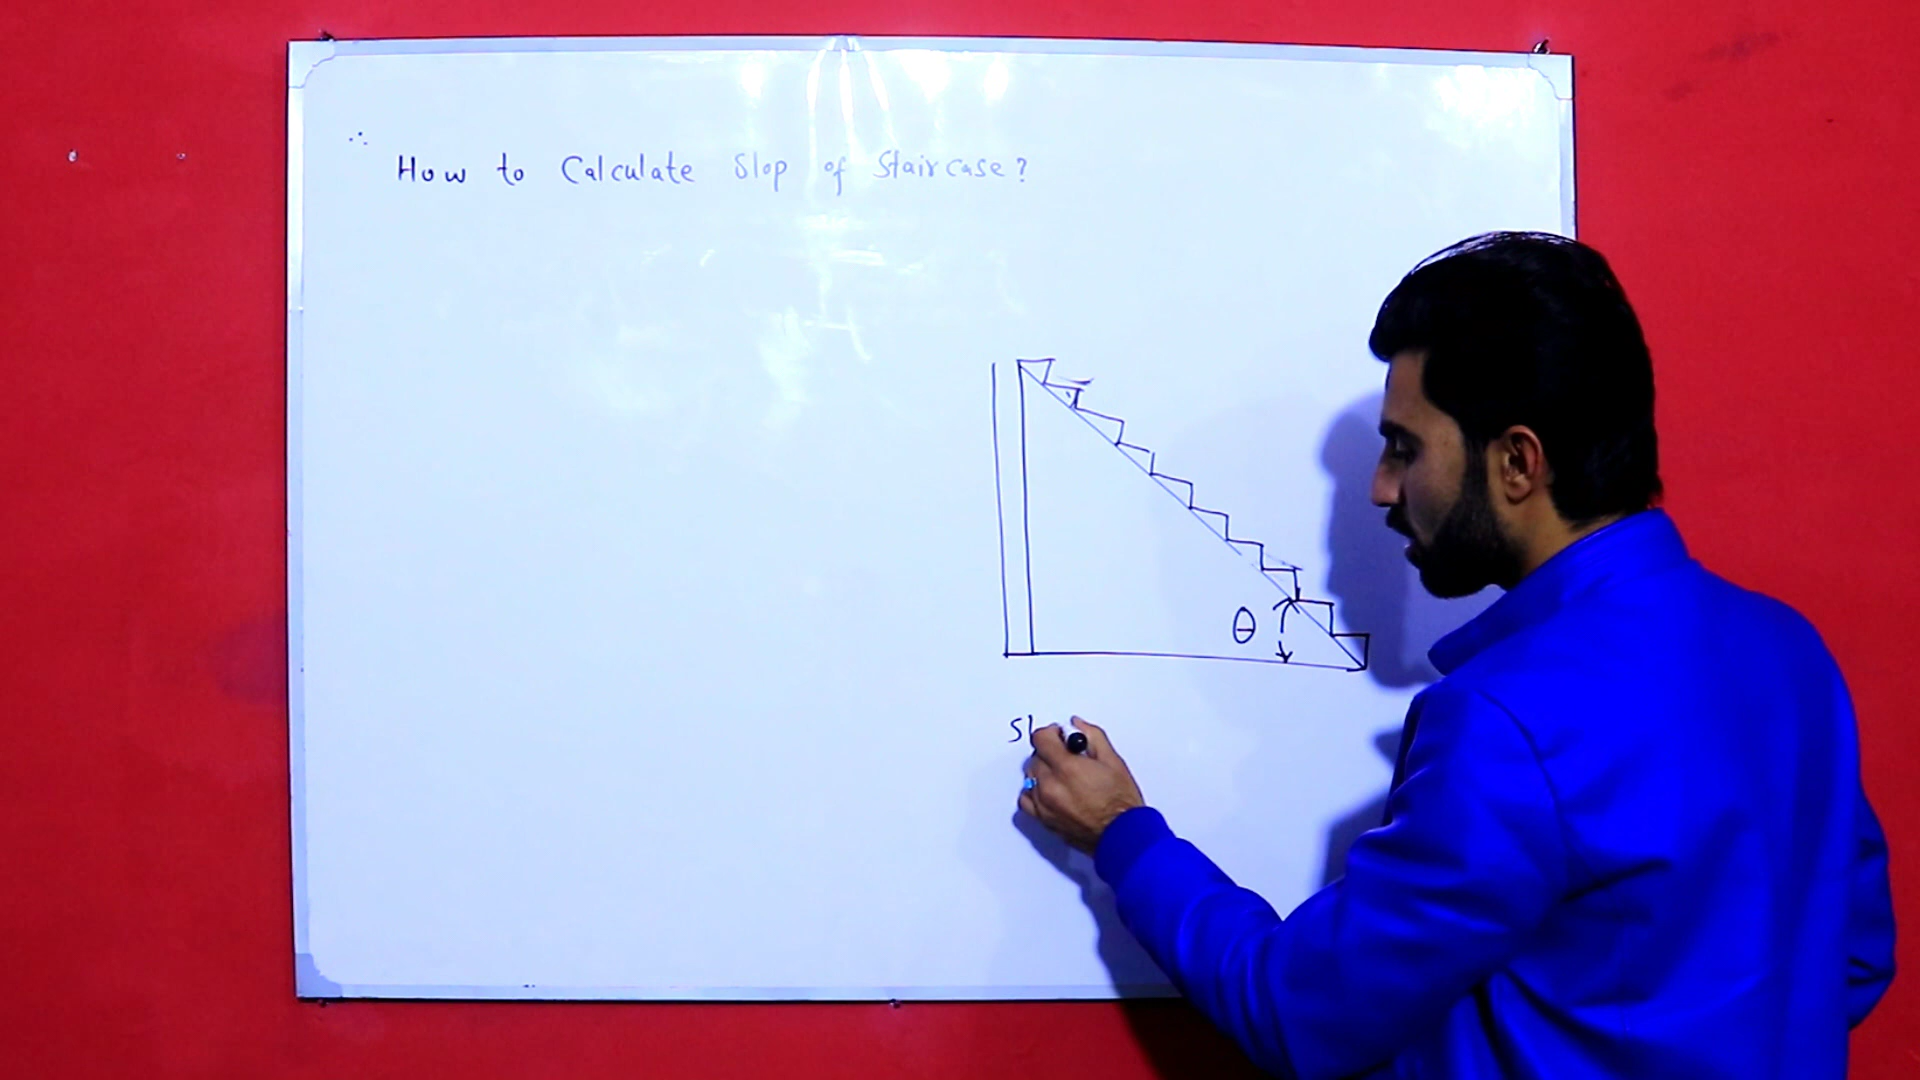 How to Calculate Slop of Staircase?
θ
Sl